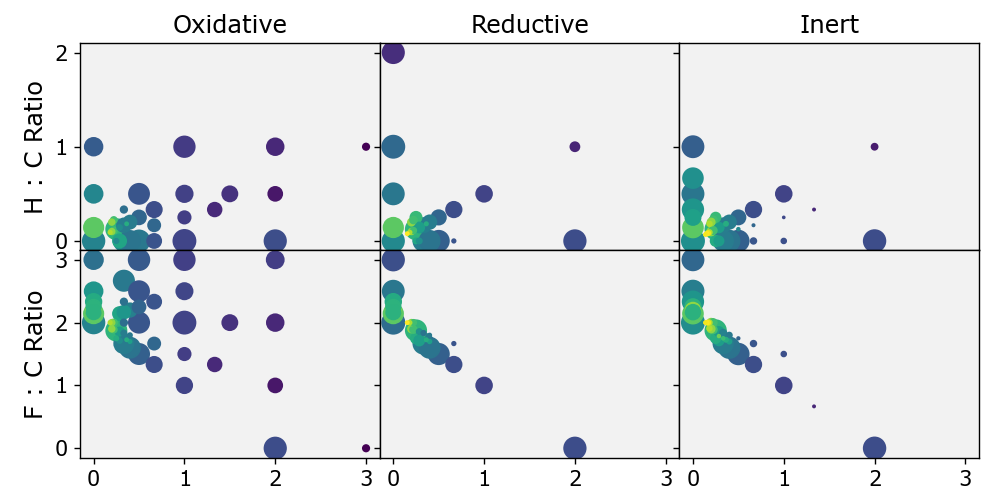 Oxidative Reductive Inert
H : C Ratio
2
1
0
F : C Ratio
3
2
1
0
0 1 2 3 0 1 2 3 0 1 2 3